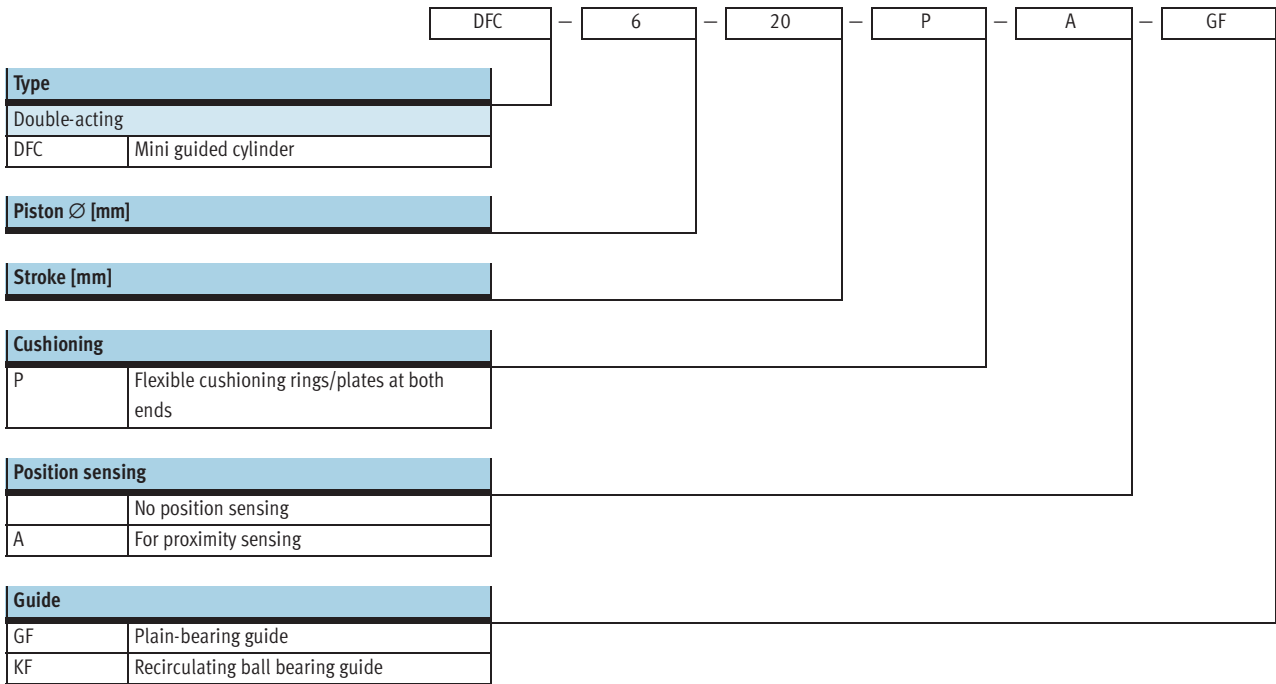 DFC — 6 — 20 — P — A — GF
Type
Double-acting
DFC Mini guided cylinder
Piston ∅ [mm]
Stroke [mm]
Cushioning
P Flexible cushioning rings/plates at both
ends
Position sensing
No position sensing
A For proximity sensing
Guide
GF Plain-bearing guide
KF Recirculating ball bearing guide